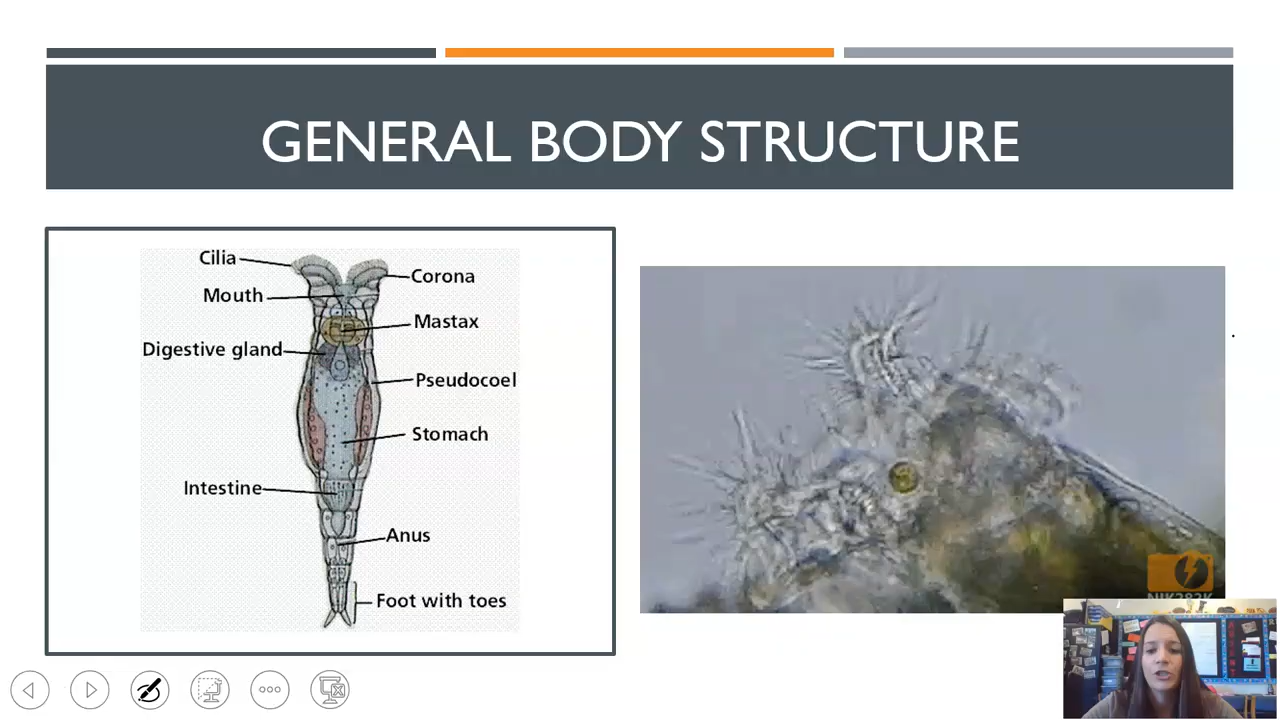 GENERAL BODY STRUCTURE
Cilia
Corona
Mouth
Mastax
Digestive gland
Pseudocoel
Stomach
Intestine
Anus
Foot with toes